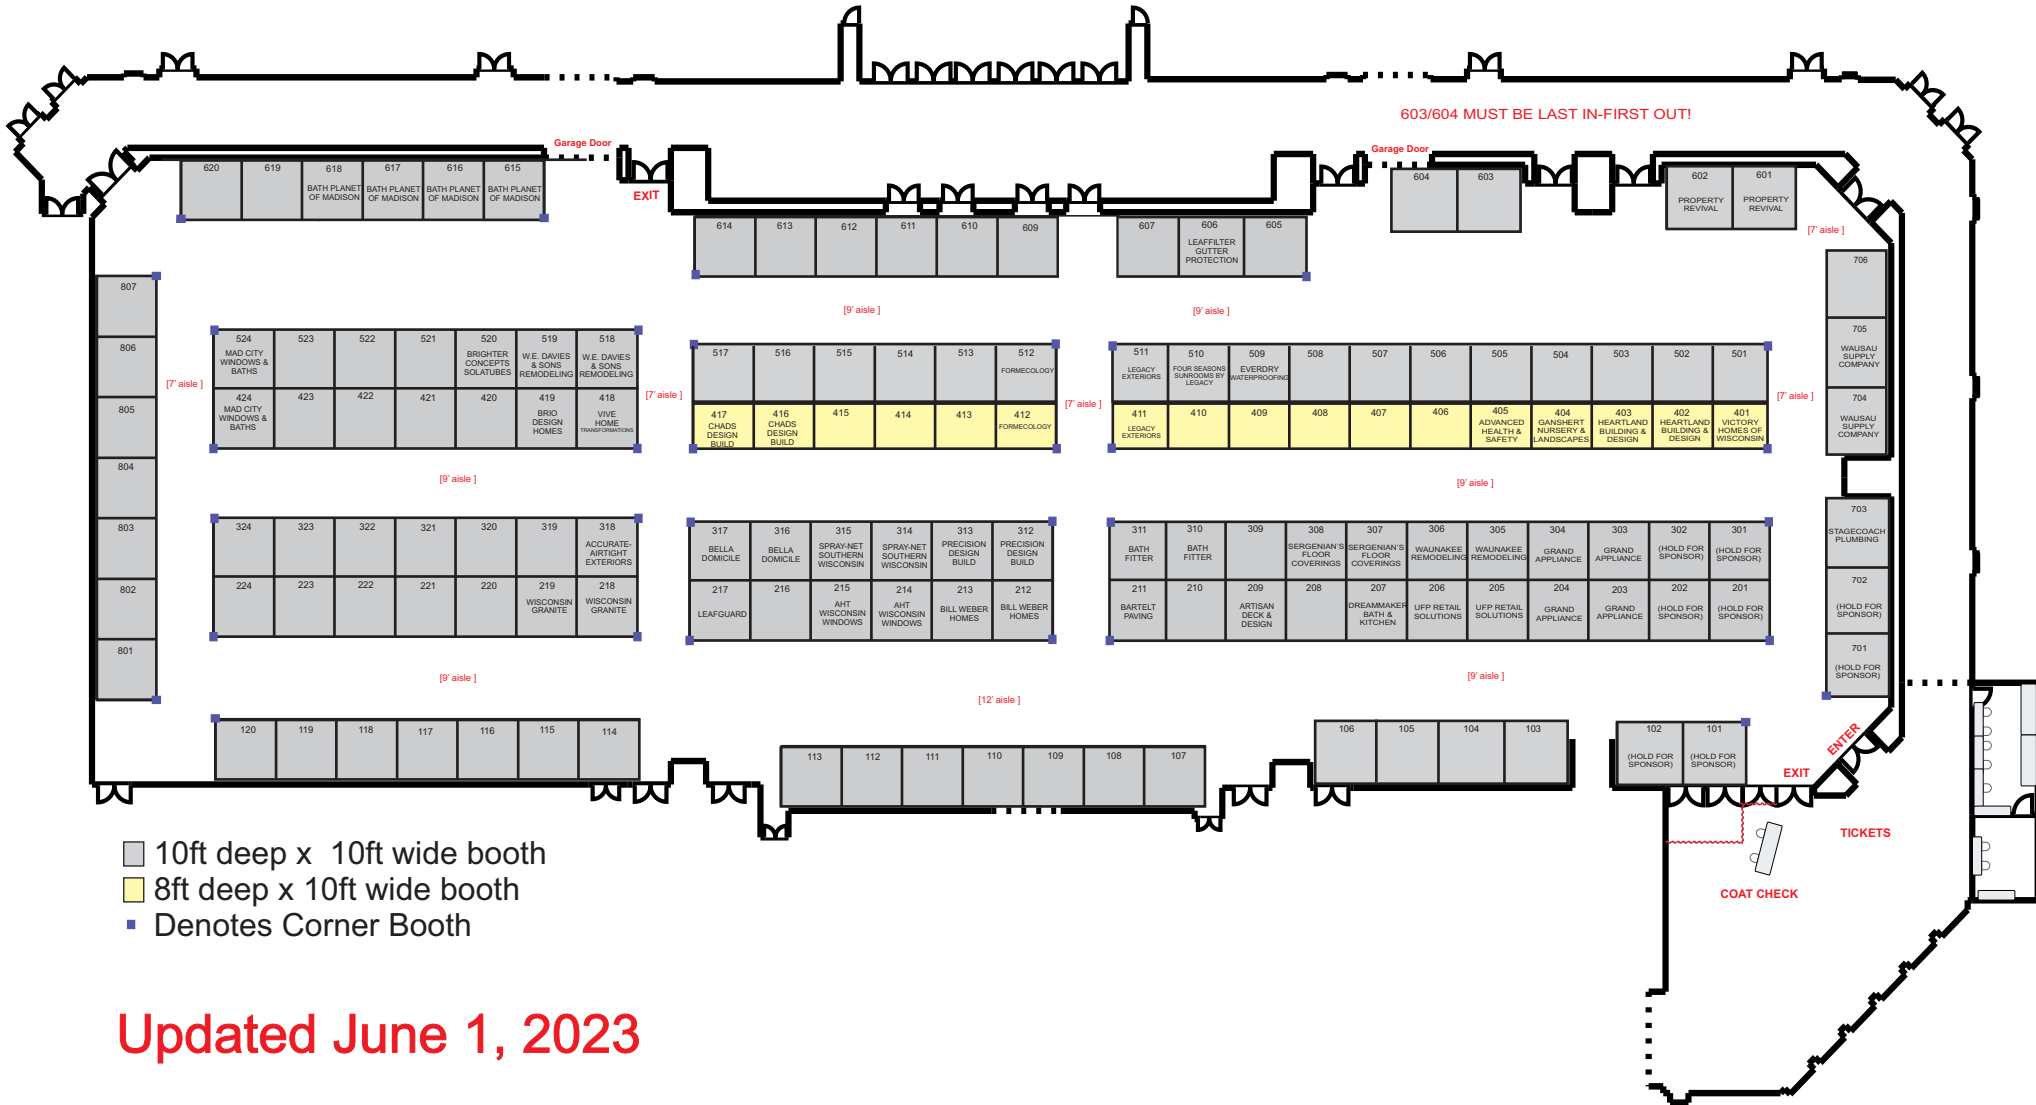 603/604 MUST BE LAST IN-FIRST OUT!
Garage Door
Garage Door
EXIT
620
619
618
BATH PLANET
OF MADISON
617
BATH PLANET
OF MADISON
616
BATH PLANET
OF MADISON
615
BATH PLANET
OF MADISON
604
603
602
PROPERTY
REVIVAL
601
PROPERTY
REVIVAL
[7' aisle ]
614
613
612
611
610
609
607
606
LEAFFILTER
GUTTER
PROTECTION
605
706
705
WAUSAU
SUPPLY
COMPANY
704
WAUSAU
SUPPLY
COMPANY
807
806
805
804
803
802
801
[9' aisle ]
[9' aisle ]
524
MAD CITY
WINDOWS &
BATHS
523
522
521
520
BRIGHTER
CONCEPTS
SOLATUBES
519
W.E. DAVIES
& SONS
REMODELING
518
W.E. DAVIES
& SONS
REMODELING
517
516
515
514
513
512
FORMECOLOGY
511
LEGACY
EXTERIORS
510
FOUR SEASONS
SUNROOMS BY
LEGACY
509
EVERDRY
WATERPROOFING
508
507
506
505
504
503
502
501
[7' aisle ]
[7' aisle ]
[7' aisle ]
[7' aisle ]
424
MAD CITY
WINDOWS &
BATHS
423
422
421
420
419
BRIO
DESIGN
HOMES
418
VIVE
HOME
TRANSFORMATIONS
417
CHADS
DESIGN
BUILD
416
CHADS
DESIGN
BUILD
415
414
413
412
FORMECOLOGY
411
LEGACY
EXTERIORS
410
409
408
407
406
405
ADVANCED
HEALTH &
SAFETY
404
GANSHERT
NURSERY &
LANDSCAPES
403
HEARTLAND
BUILDING &
DESIGN
402
HEARTLAND
BUILDING &
DESIGN
401
VICTORY
HOMES OF
WISCONSIN
[9' aisle ]
[9' aisle ]
324
323
322
321
320
319
318
ACCURATE-
AIRTIGHT
EXTERIORS
317
BELLA
DOMICILE
316
BELLA
DOMICILE
315
SPRAY-NET
SOUTHERN
WISCONSIN
314
SPRAY-NET
SOUTHERN
WISCONSIN
313
PRECISION
DESIGN
BUILD
312
PRECISION
DESIGN
BUILD
311
BATH
FITTER
310
BATH
FITTER
309
308
SERGENIAN'S
FLOOR
COVERINGS
307
SERGENIAN'S
FLOOR
COVERINGS
306
WAUNAKEE
REMODELING
305
WAUNAKEE
REMODELING
304
GRAND
APPLIANCE
303
GRAND
APPLIANCE
302
(HOLD FOR
SPONSOR)
301
(HOLD FOR
SPONSOR)
703
STAGECOACH
PLUMBING
702
(HOLD FOR
SPONSOR)
701
(HOLD FOR
SPONSOR)
224
223
222
221
220
219
WISCONSIN
GRANITE
218
WISCONSIN
GRANITE
217
LEAFGUARD
216
215
AHT
WISCONSIN
WINDOWS
214
AHT
WISCONSIN
WINDOWS
213
BILL WEBER
HOMES
212
BILL WEBER
HOMES
211
BARTELT
PAVING
210
209
ARTISAN
DECK &
DESIGN
208
207
DREAMMAKER
BATH &
KITCHEN
206
UFP RETAIL
SOLUTIONS
205
UFP RETAIL
SOLUTIONS
204
GRAND
APPLIANCE
203
GRAND
APPLIANCE
202
(HOLD FOR
SPONSOR)
201
(HOLD FOR
SPONSOR)
[9' aisle ]
[12' aisle ]
[9' aisle ]
120
119
118
117
116
115
114
113
112
111
110
109
108
107
106
105
104
103
102
(HOLD FOR
SPONSOR)
101
(HOLD FOR
SPONSOR)
ENTER
EXIT
TICKETS
COAT CHECK
10ft deep x 10ft wide booth
8ft deep x 10ft wide booth
Denotes Corner Booth
Updated June 1, 2023